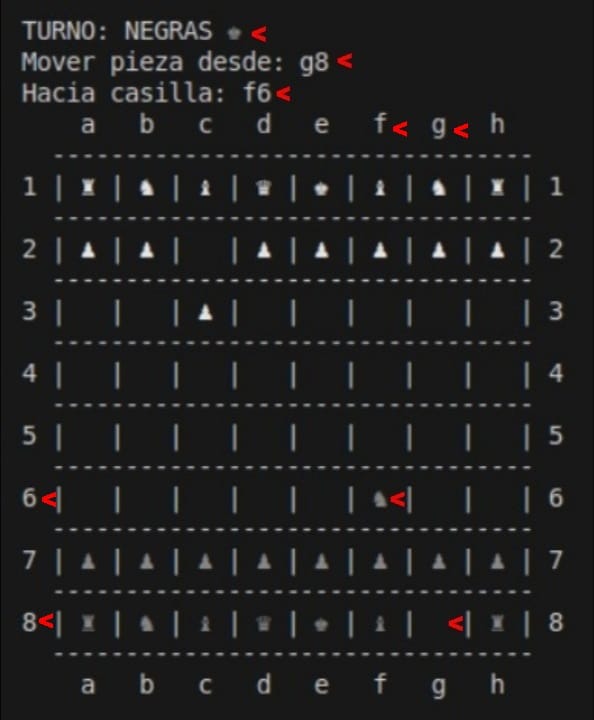 TURNO: NEGRAS ♚ <
Mover pieza desde: g8 <
Hacia casilla: f6 <
a b c d e f < g < h
1 | ♜ | ♞ | ♝ | ♛ | ♚ | ♝ | ♞ | ♜ | 1
2 | ♟ | ♟ |   | ♟ | ♟ | ♟ | ♟ | ♟ | 2
3 |   |   | ♟ |   |   |   |   |   | 3
4 |   |   |   |   |   |   |   |   | 4
5 |   |   |   |   |   |   |   |   | 5
6 < |   |   |   |   |   | ♞ < |   |   | 6
7 | ♟ | ♟ | ♟ | ♟ | ♟ | ♟ | ♟ | ♟ | 7
8 < | ♜ | ♞ | ♝ | ♛ | ♚ | ♝ |   < | ♜ | 8
a b c d e f g h